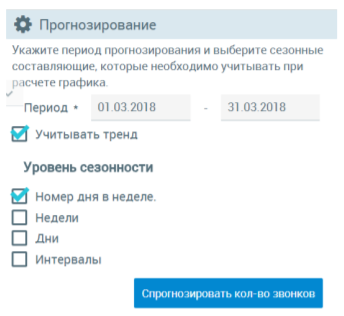 Прогнозирование
Укажите период прогнозирования и выберите сезонные
составляющие, которые необходимо учитывать при
расчете графика.
Период * 01.03.2018 - 31.03.2018
Учитывать тренд
Уровень сезонности
Номер дня в неделе.
Недели
Дни
Интервалы
Спрогнозировать кол-во звонков